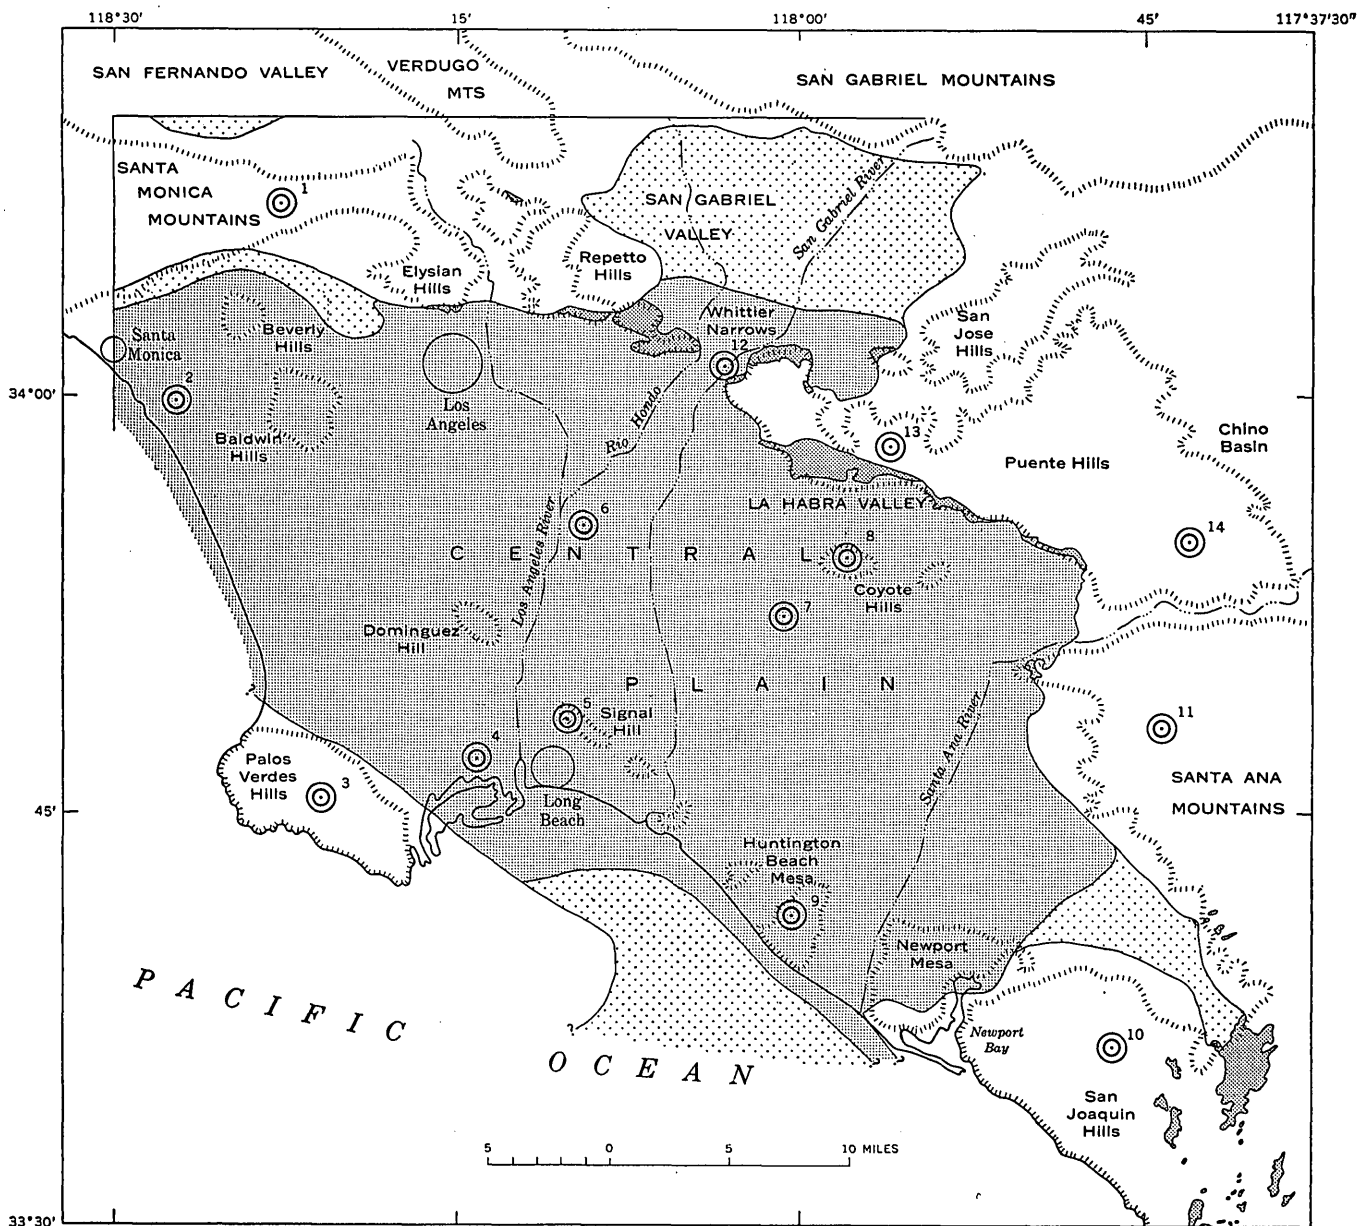 118°30'
15'
118°00'
45'
117°37'30"
SAN FERNANDO VALLEY
VERDUGO
MTS
SAN GABRIEL MOUNTAINS
SANTA
MONICA
MOUNTAINS
1
SAN GABRIEL
VALLEY
San Gabriel River
Elysian
Hills
Repetto
Hills
Whittier
Narrows
San
Jose
Hills
Beverly
Hills
Santa
Monica
12
34°00'
2
Los
Angeles
Rio Hondo
Baldwin
Hills
13
Chino
Basin
Puente Hills
LA HABRA VALLEY
6
14
8
CENTRAL
Los Angeles River
Coyote
Hills
7
Dominguez
Hill
PLAIN
?
5
Signal
Hill
Santa Ana River
11
4
Palos
Verdes
Hills
3
SANTA ANA
MOUNTAINS
45'
Long
Beach
Huntington
Beach
Mesa
9
Newport
Mesa
PACIFIC
OCEAN
?
Newport
Bay
10
San
Joaquin
Hills
5 0 5 10 MILES
33°30'